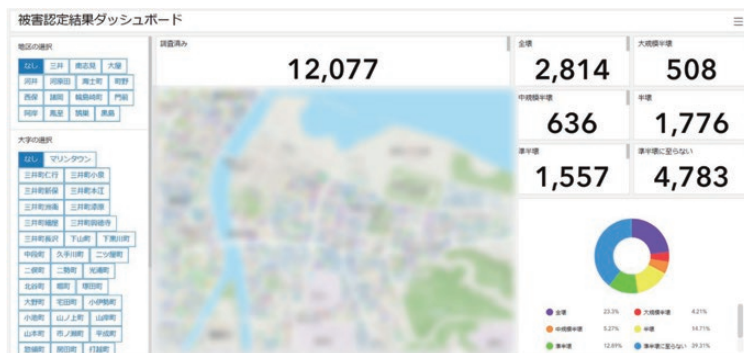 被害認定結果ダッシュボード
地区の選択
なし 三井 南志見 大屋
河井 河原田 海士町 町野
西保 諸岡 輪島崎町 門前
阿岸 鳳至 鵠巣 黒島
大字の選択
なし マリンタウン
三井町仁行 三井町小泉
三井町新保 三井町本江
三井町洲衛 三井町漆原
三井町細屋 三井町興徳寺
三井町長沢 下山町 下黒川町
中段町 久手川町 二ツ屋町
二俣町 二勢町 光浦町
北谷町 郷町 堀田町
大野町 宅田町 小伊勢町
小池町 山ノ上町 山岸町
山本町 市ノ瀬町 平成町
打越町
調査済み
12,077
全壊
2,814
大規模半壊
508
中規模半壊
636
半壊
1,776
準半壊
1,557
準半壊に至らない
4,783
全壊 23.3% 大規模半壊 4.21%
中規模半壊 5.27% 半壊 14.71%
準半壊 12.89% 準半壊に至らない 39.31%